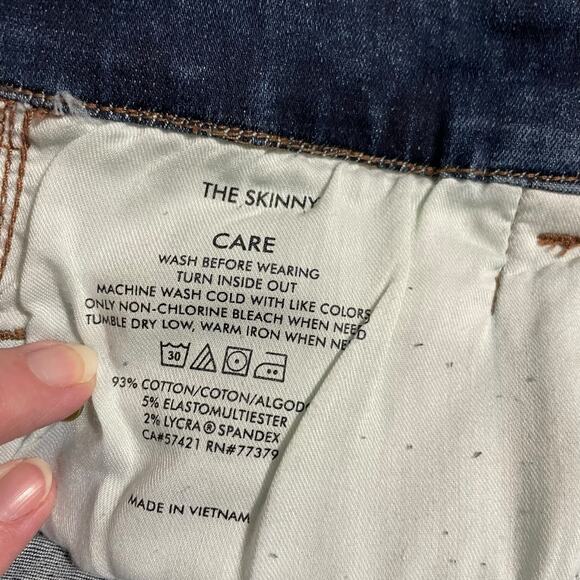 THE SKINNY
CARE
WASH BEFORE WEARING
TURN INSIDE OUT
MACHINE WASH COLD WITH LIKE COLORS
ONLY NON-CHLORINE BLEACH WHEN NEED
TUMBLE DRY LOW, WARM IRON WHEN NE
30
93% COTTON/COTON/ALGOD
5% ELASTOMULTIESTER
2% LYCRA ® SPANDEX
CA#57421 RN#77379
MADE IN VIETNAM